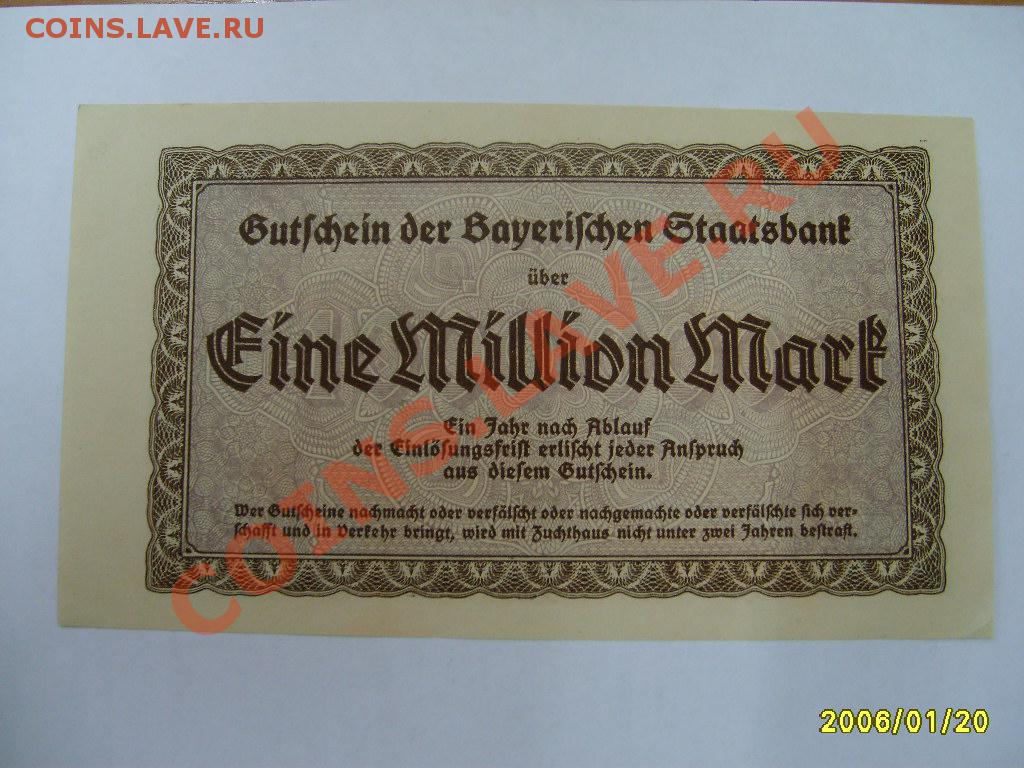 COINS.LAVE.RU
Gutschein der Bayerischen Staatsbank
über
Eine Million Mark
Ein Jahr nach Ablauf
der Einlösungsfrist erlischt jeder Anspruch
aus diesem Gutschein.
Wer Gutscheine nachmacht oder verfälscht oder nachgemachte oder verfälschte sich ver-
schafft und in Verkehr bringt, wird mit Zuchthaus nicht unter zwei Jahren bestraft.
COINS.LAVE.RU
2006/01/20